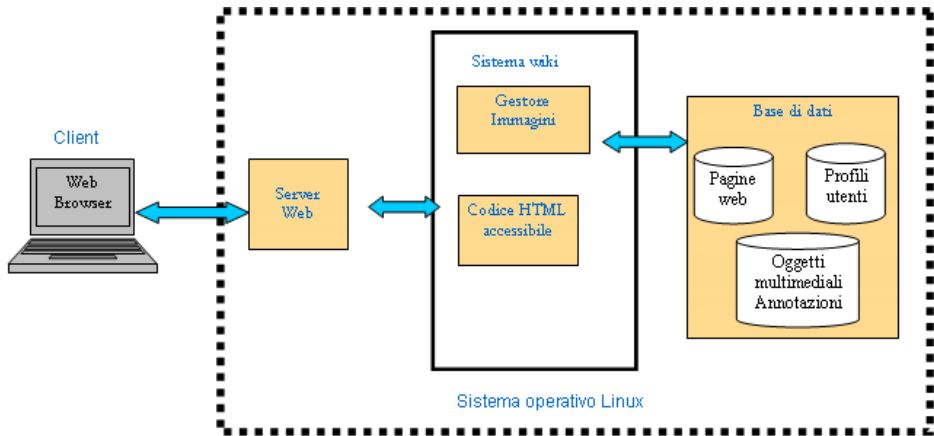 Client
Web
Browser
Server
Web
Sistema wiki
Gestore
Immagini
Codice HTML
accessibile
Base di dati
Pagine
web
Profili
utenti
Oggetti
multimediali
Annotazioni
Sistema operativo Linux